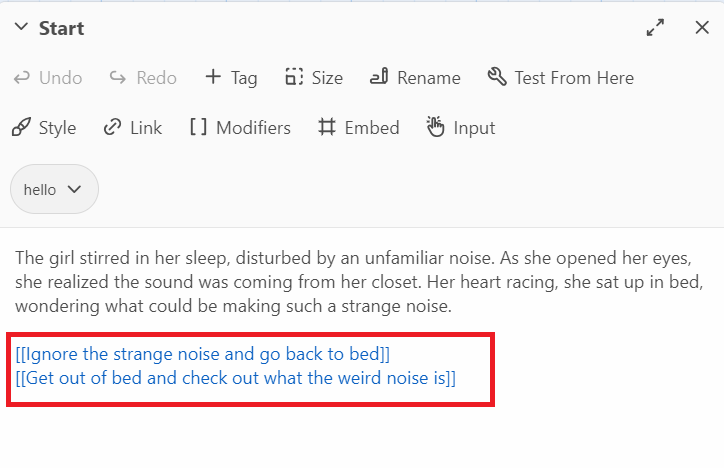 Start
Undo Redo + Tag Size Rename Test From Here
Style Link [ ] Modifiers Embed Input
hello
The girl stirred in her sleep, disturbed by an unfamiliar noise. As she opened her eyes,
she realized the sound was coming from her closet. Her heart racing, she sat up in bed,
wondering what could be making such a strange noise.
[[Ignore the strange noise and go back to bed]]
[[Get out of bed and check out what the weird noise is]]